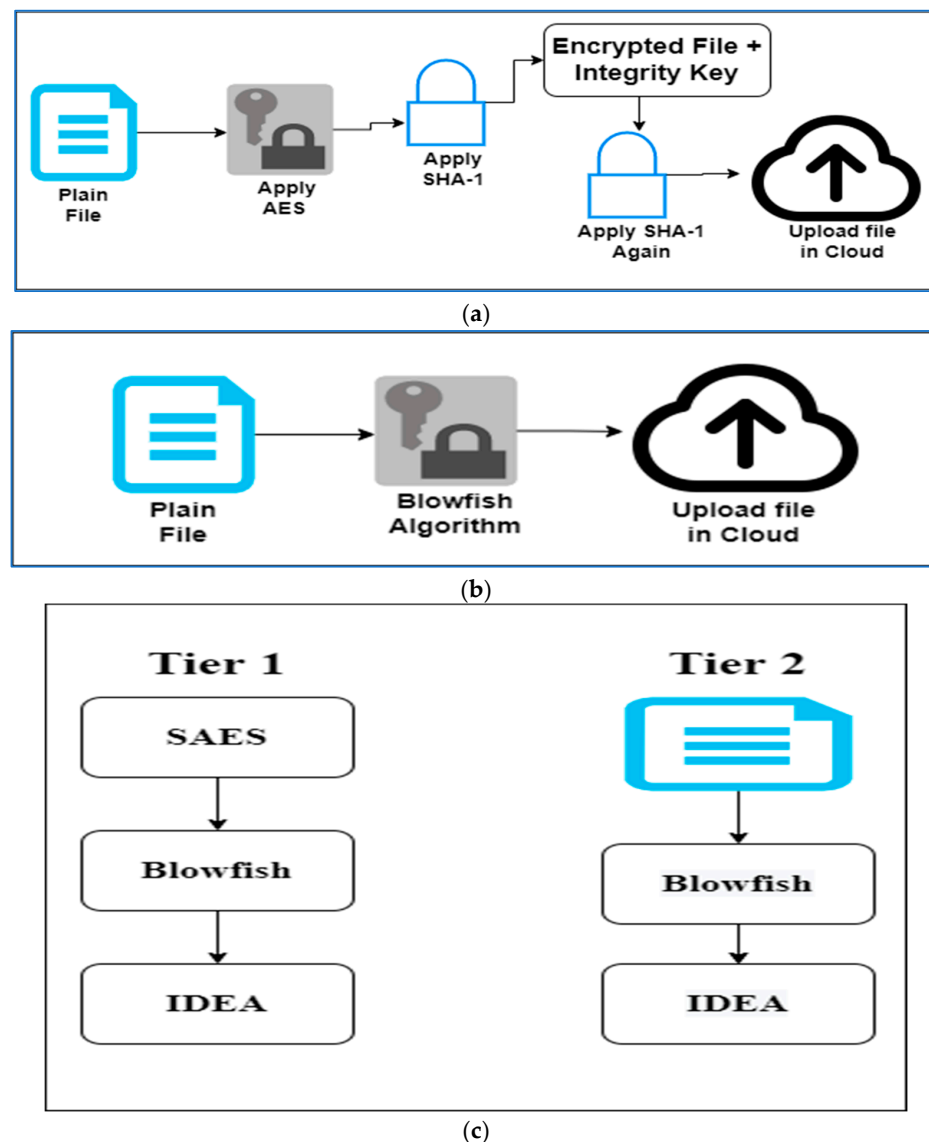 Encrypted File +
Integrity Key
Plain
File
Apply
AES
Apply
SHA-1
Apply SHA-1
Again
Upload file
in Cloud
(a)
Plain
File
Blowfish
Algorithm
Upload file
in Cloud
(b)
Tier 1
SAES
Blowfish
IDEA
Tier 2
Blowfish
IDEA
(c)